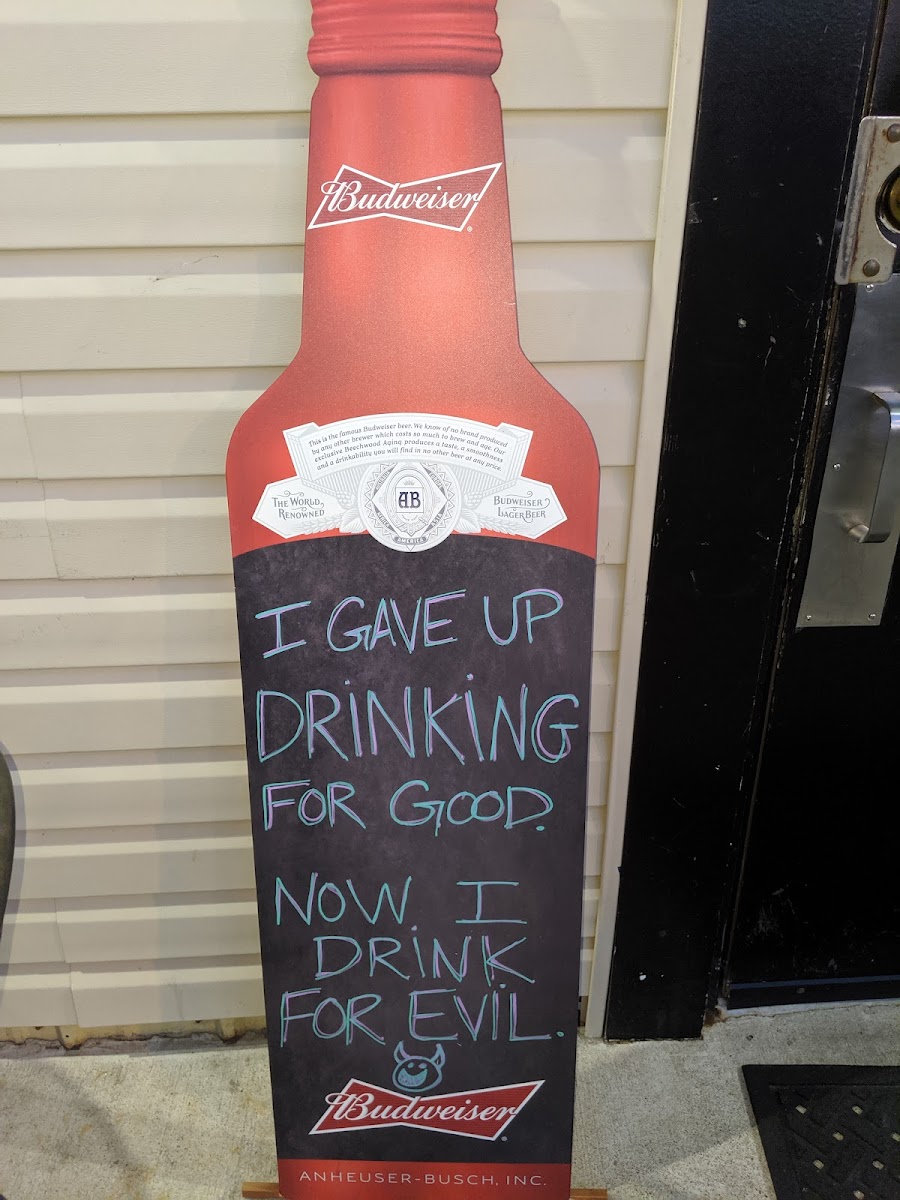 Budweiser
This is the famous Budweiser beer. We know of no brand produced
by any other brewer which costs so much to brew and age. Our
exclusive Beechwood Aging produces a taste, a smoothness
and a drinkability you will find in no other beer at any price.
THE WORLD RENOWNED
AB
BUDWEISER LAGER BEER
AMERICA
I GAVE UP
DRINKING
FOR GOOD.
NOW I
DRINK
FOR EVIL.
Budweiser
ANHEUSER-BUSCH, INC.